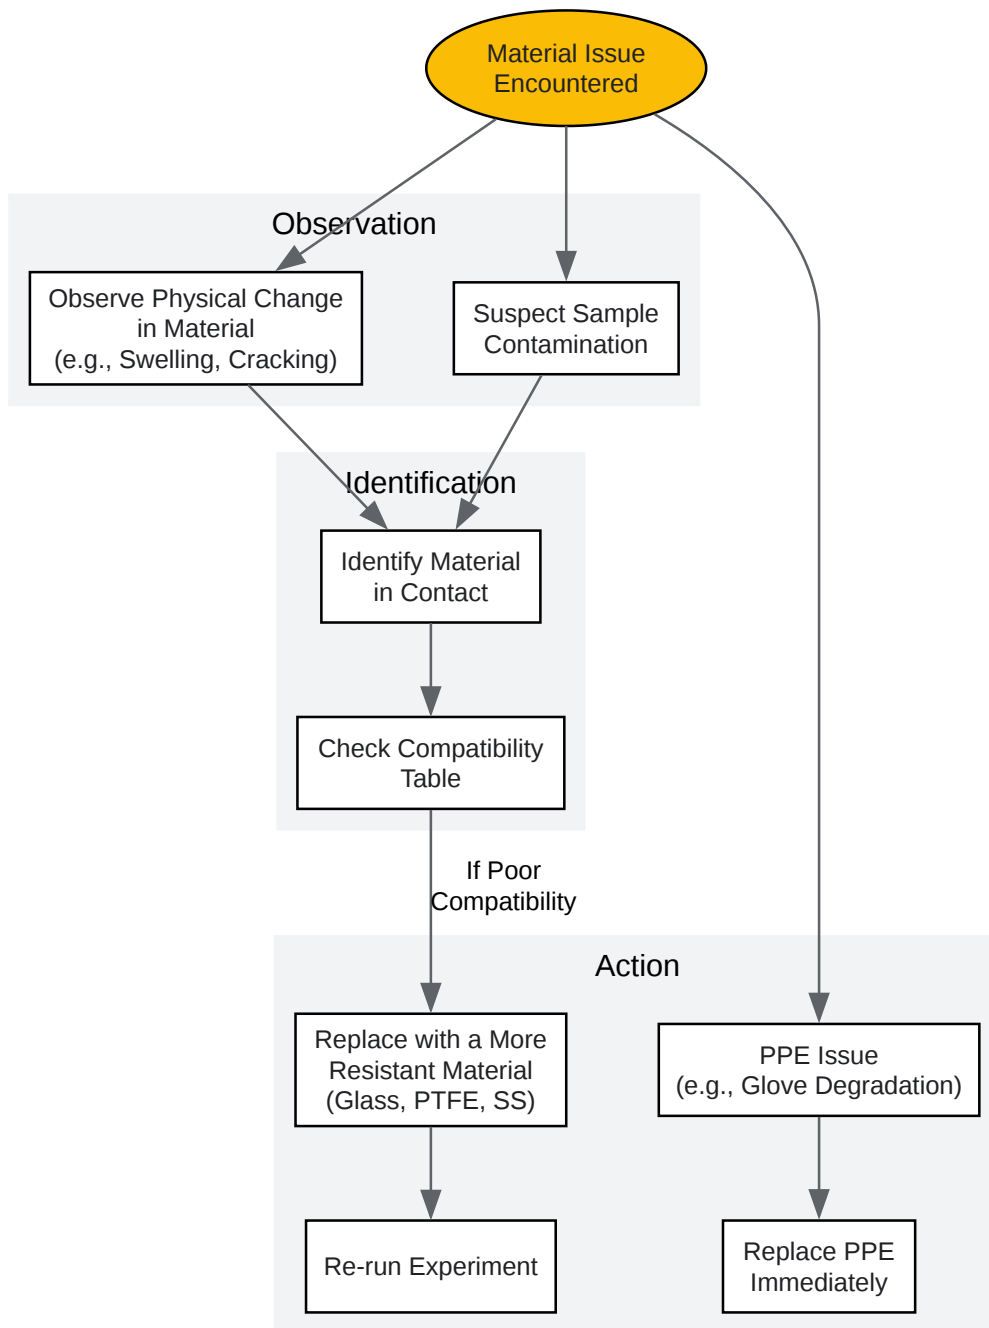 Material Issue
Encountered
Observation
Observe Physical Change
in Material
(e.g., Swelling, Cracking)
Suspect Sample
Contamination
Identification
Identify Material
in Contact
Check Compatibility
Table
If Poor
Compatibility
Action
Replace with a More
Resistant Material
(Glass, PTFE, SS)
PPE Issue
(e.g., Glove Degradation)
Re-run Experiment
Replace PPE
Immediately